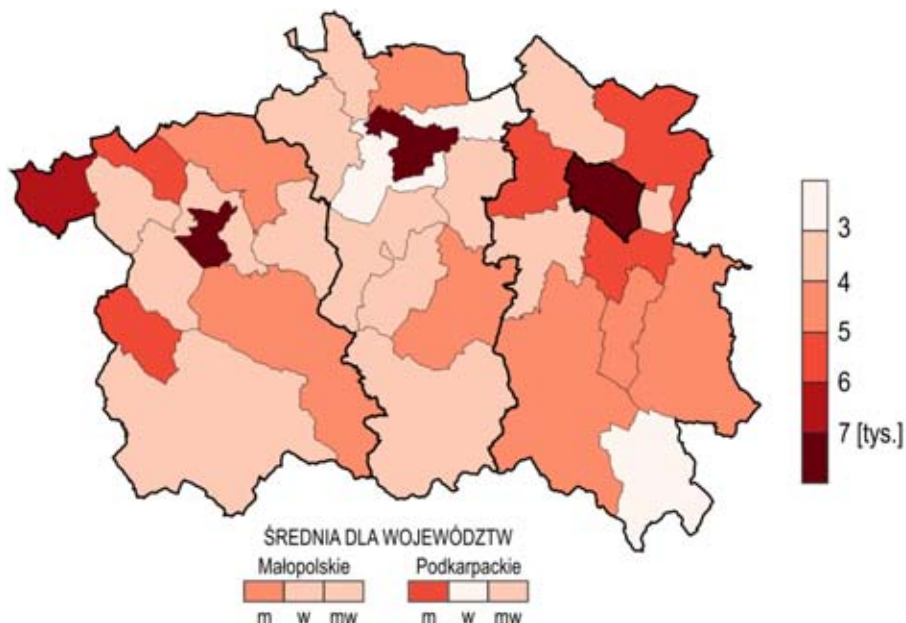 3
4
5
6
7 [tys.]
ŚREDNIA DLA WOJEWÓDZTW
Małopolskie Podkarpackie
m w mw m w mw